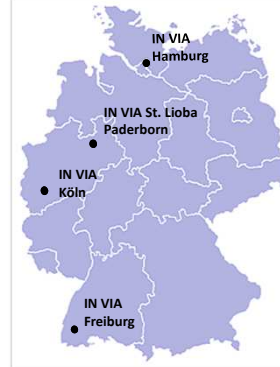 IN VIA
Hamburg
IN VIA St. Lioba
Paderborn
IN VIA
Köln
IN VIA
Freiburg